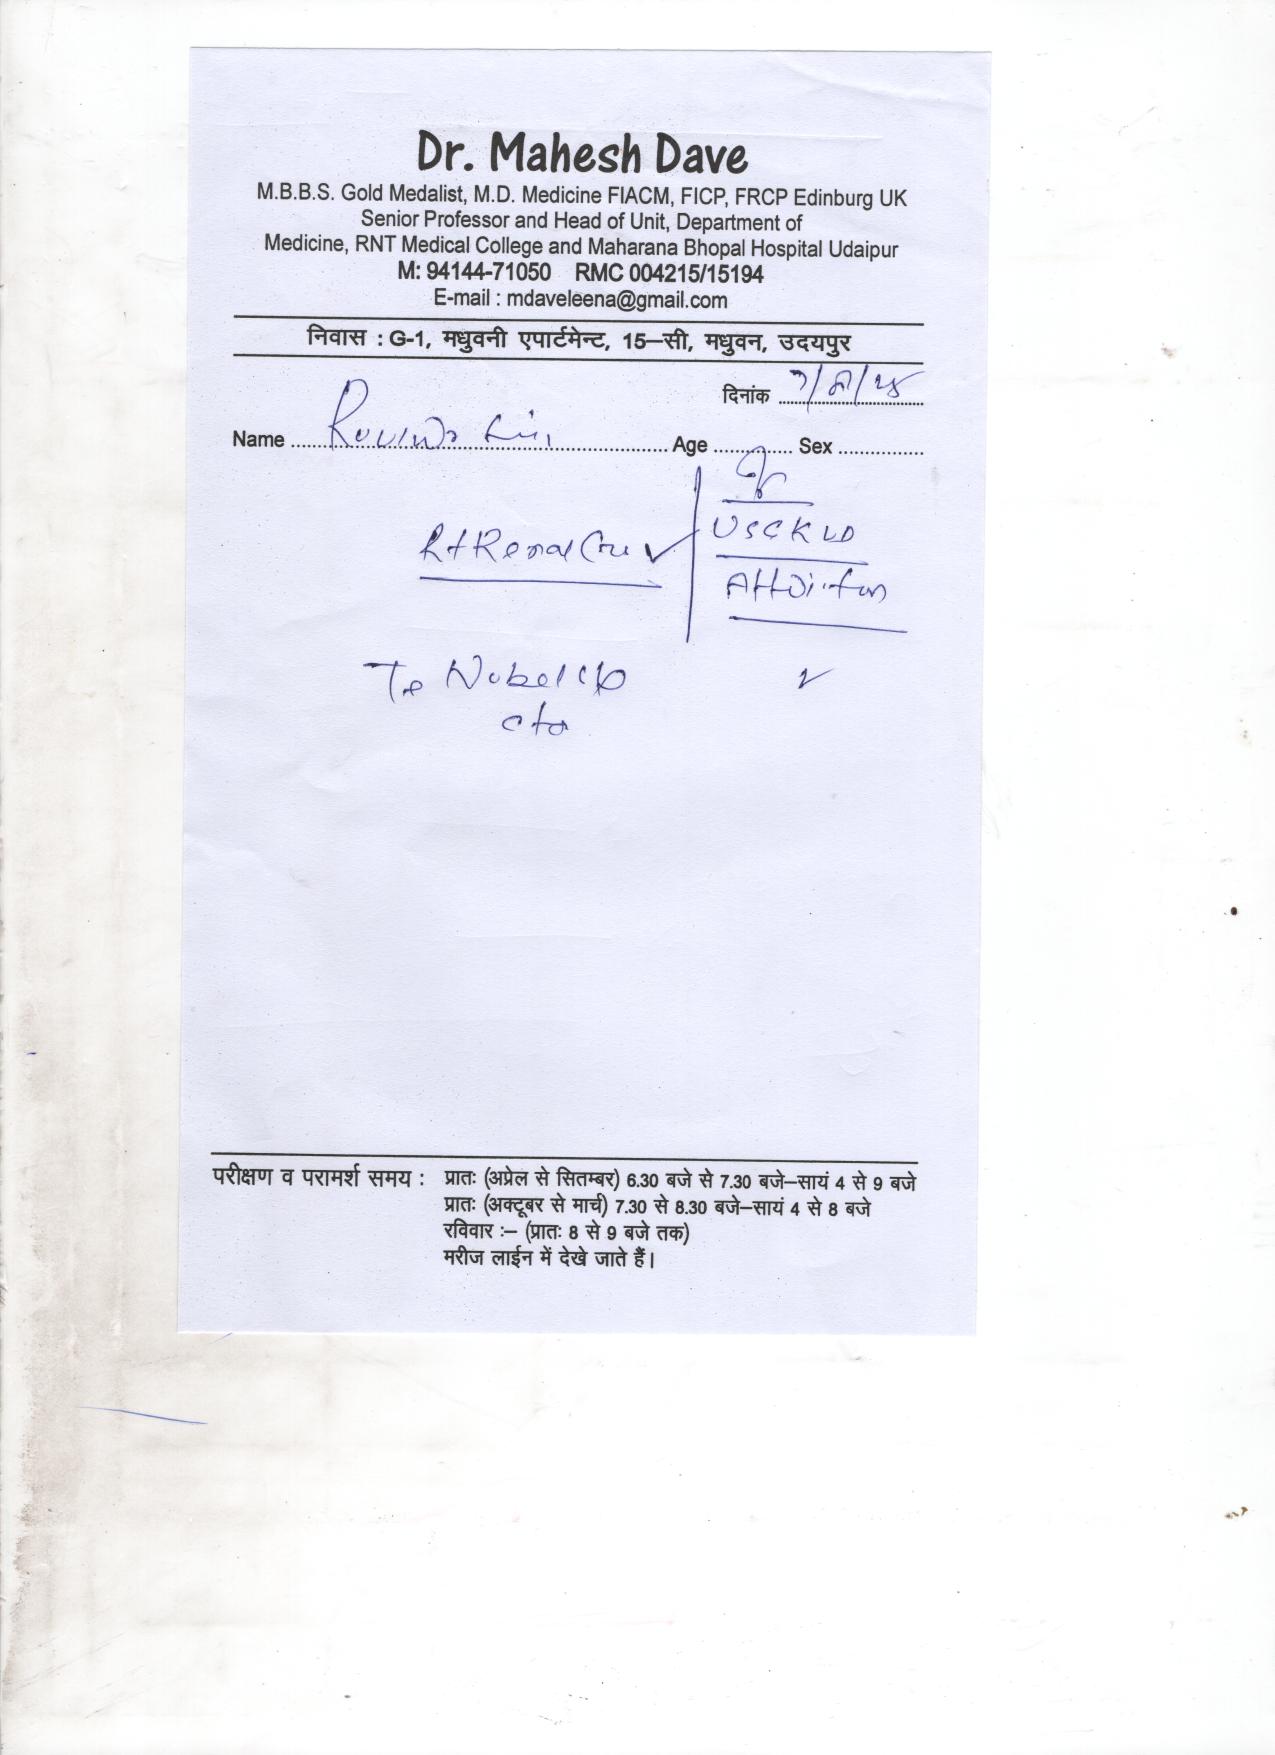 Dr. Mahesh Dave
M.B.B.S. Gold Medalist, M.D. Medicine FIACM, FICP, FRCP Edinburg UK
Senior Professor and Head of Unit, Department of
Medicine, RNT Medical College and Maharana Bhopal Hospital Udaipur
M: 94144-71050 RMC 004215/15194
E-mail : mdaveleena@gmail.com
निवास : G-1, मधुवनी एपार्टमेन्ट, 15–सी, मधुवन, उदयपुर
दिनांक
Name Age Sex
Rt Renal
To
परीक्षण व परामर्श समय : प्रातः (अप्रेल से सितम्बर) 6.30 बजे से 7.30 बजे–सायं 4 से 9 बजे
प्रातः (अक्टूबर से मार्च) 7.30 से 8.30 बजे–सायं 4 से 8 बजे
रविवार :– (प्रातः 8 से 9 बजे तक)
मरीज लाईन में देखे जाते हैं।